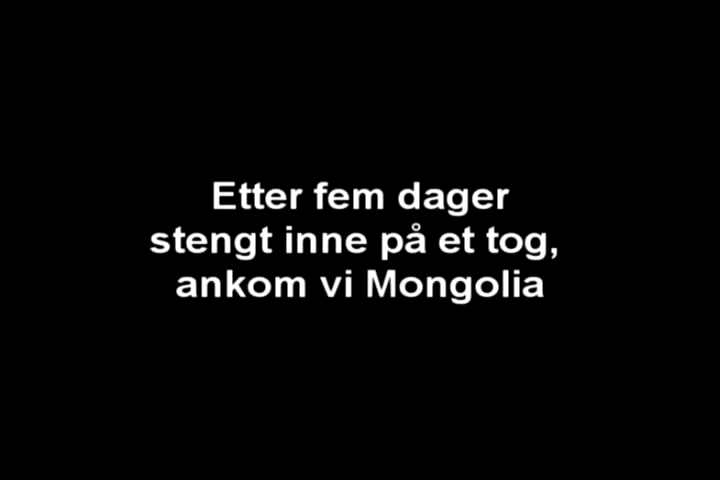 Etter fem dager
stengt inne på et tog,
ankom vi Mongolia